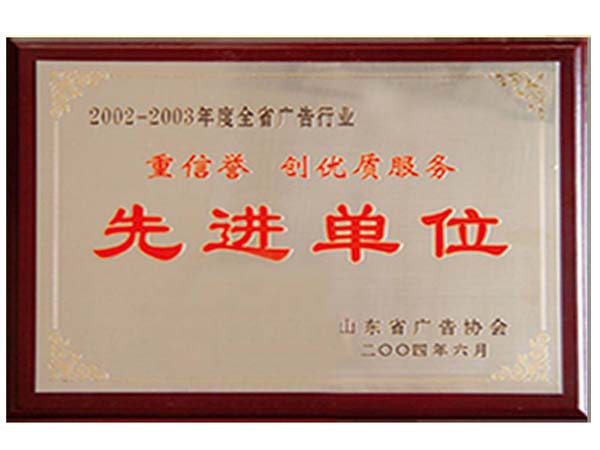 2002-2003年度全省广告行业
重信誉 创优质服务
先进单位
山东省广告协会
二〇〇四年六月